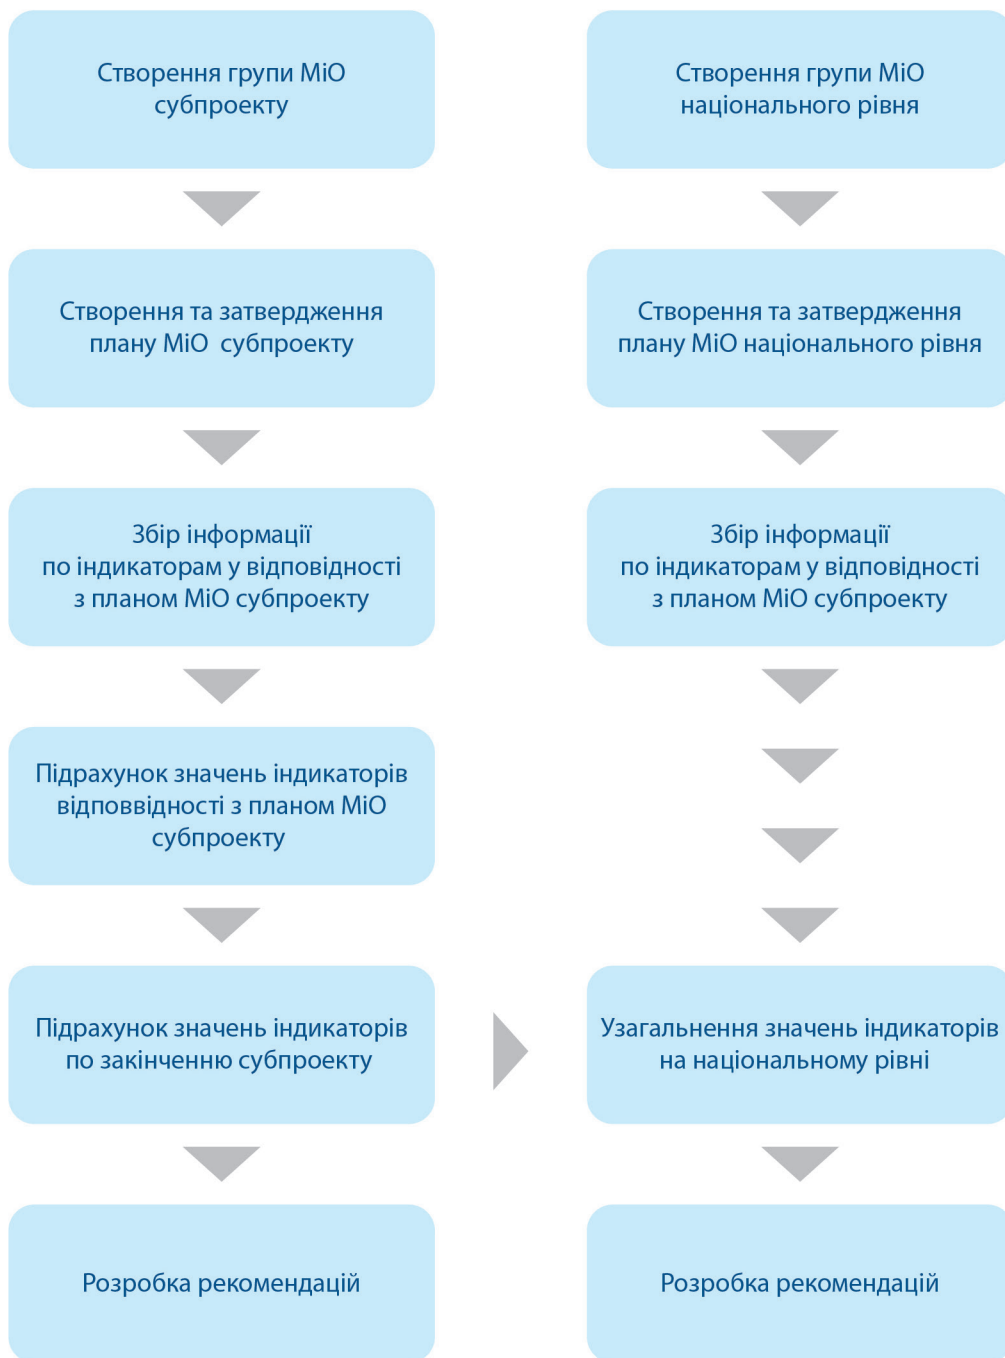 Створення групи МіО
субпроекту
Створення та затвердження
плану МіО субпроекту
Збір інформації
по індикаторам у відповідності
з планом МіО субпроекту
Підрахунок значень індикаторів
відповвідності з планом МіО
субпроекту
Підрахунок значень індикаторів
по закінченню субпроекту
Розробка рекомендацій
Створення групи МіО
національного рівня
Створення та затвердження
плану МіО національного рівня
Збір інформації
по індикаторам у відповідності
з планом МіО субпроекту
Узагальнення значень індикаторів
на національному рівні
Розробка рекомендацій